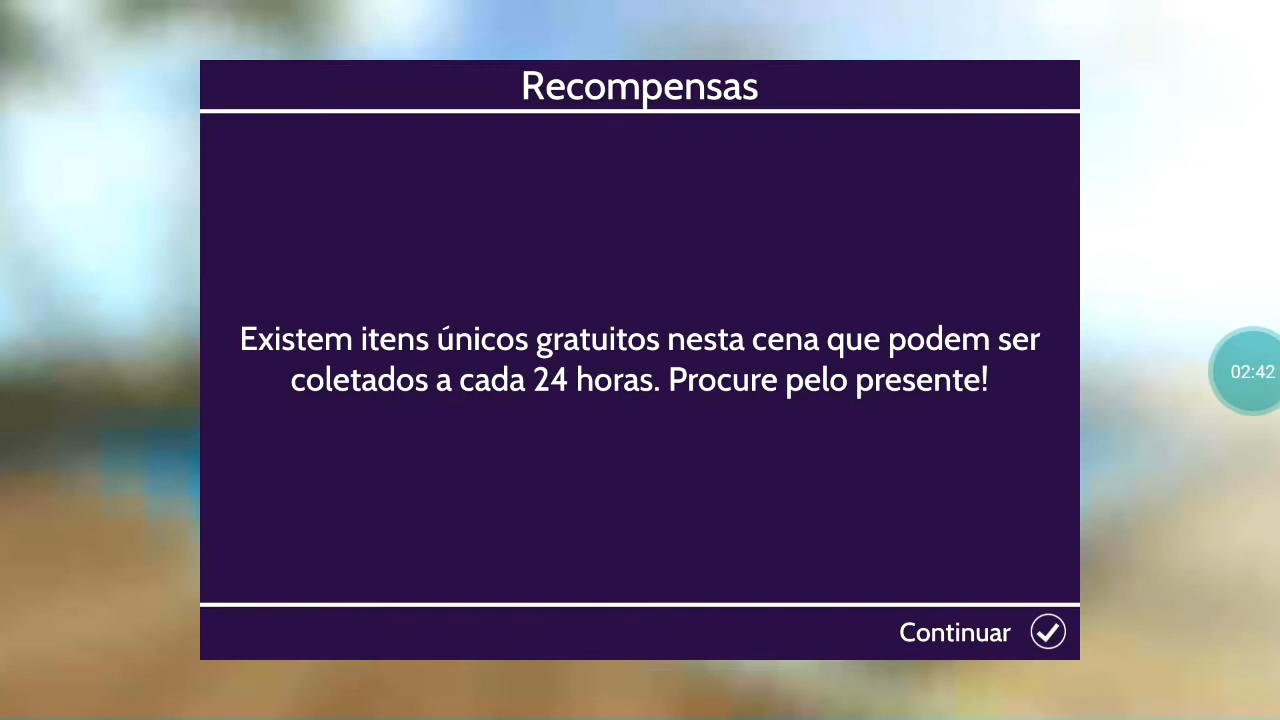 Recompensas
Existem itens únicos gratuitos nesta cena que podem ser
coletados a cada 24 horas. Procure pelo presente!
02:42
Continuar